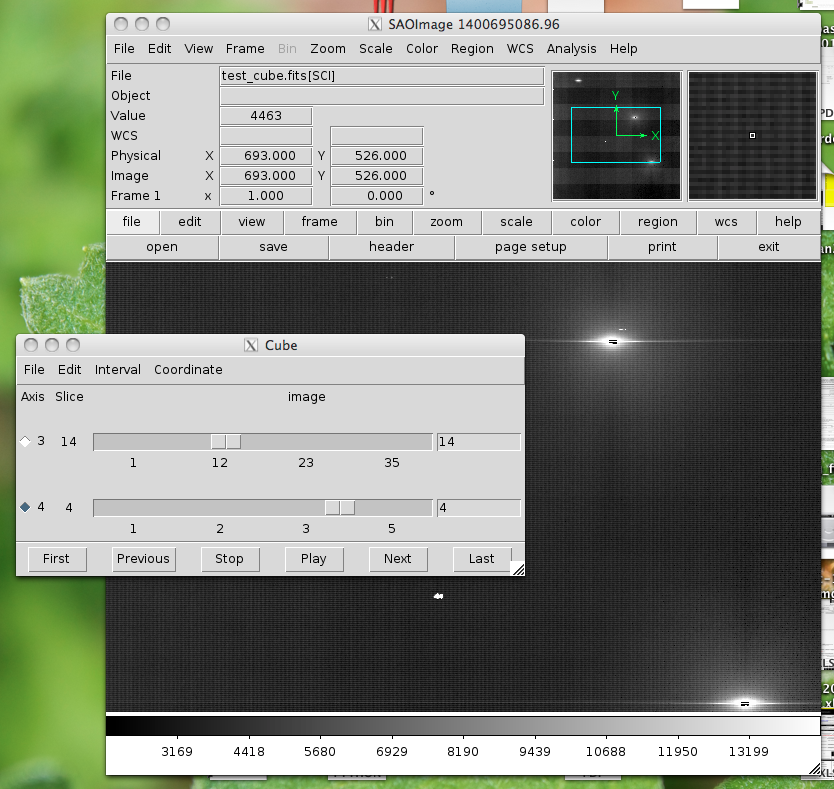 SAOImage 1400695086.96
File Edit View Frame Bin Zoom Scale Color Region WCS Analysis Help
File test_cube.fits[SCI]
Object
Value 4463
WCS
Physical X 693.000 Y 526.000
Image X 693.000 Y 526.000
Frame 1 x 1.000 0.000 °
Y
X
file edit view frame bin zoom scale color region wcs help
open save header page setup print exit
Cube
File Edit Interval Coordinate
Axis Slice image
3 14 14
1 12 23 35
4 4 4
1 2 3 5
First Previous Stop Play Next Last
3169 4418 5680 6929 8190 9439 10688 11950 13199